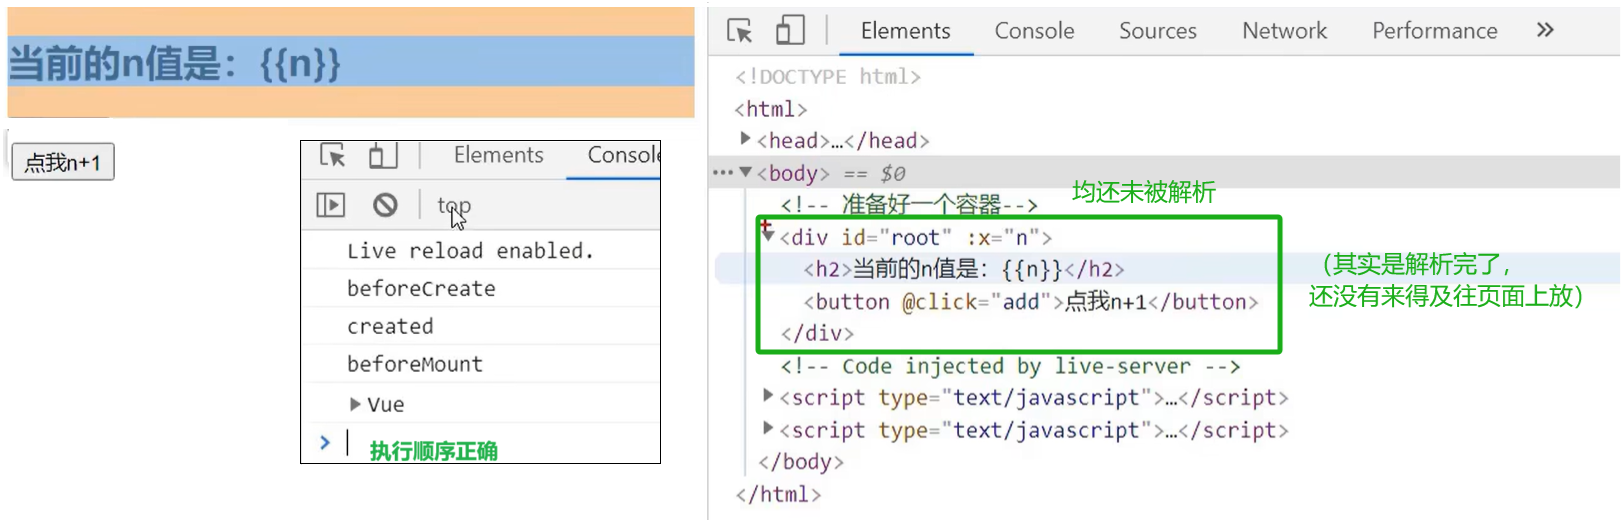 当前的n值是：{{n}}
点我n+1
Elements
Console
top
Live reload enabled.
beforeCreate
created
beforeMount
▶Vue
>
执行顺序正确
Elements Console Sources Network Performance »
<!DOCTYPE html>
<html>
▶<head>…</head>
···▼<body> == $0
均还未被解析
<!-- 准备好一个容器-->
▼<div id="root" :x="n">
<h2>当前的n值是：{{n}}</h2>
（其实是解析完了，
<button @click="add">点我n+1</button>
还没有来得及往页面上放）
</div>
<!-- Code injected by live-server -->
▶<script type="text/javascript">…</script>
▶<script type="text/javascript">…</script>
</body>
</html>